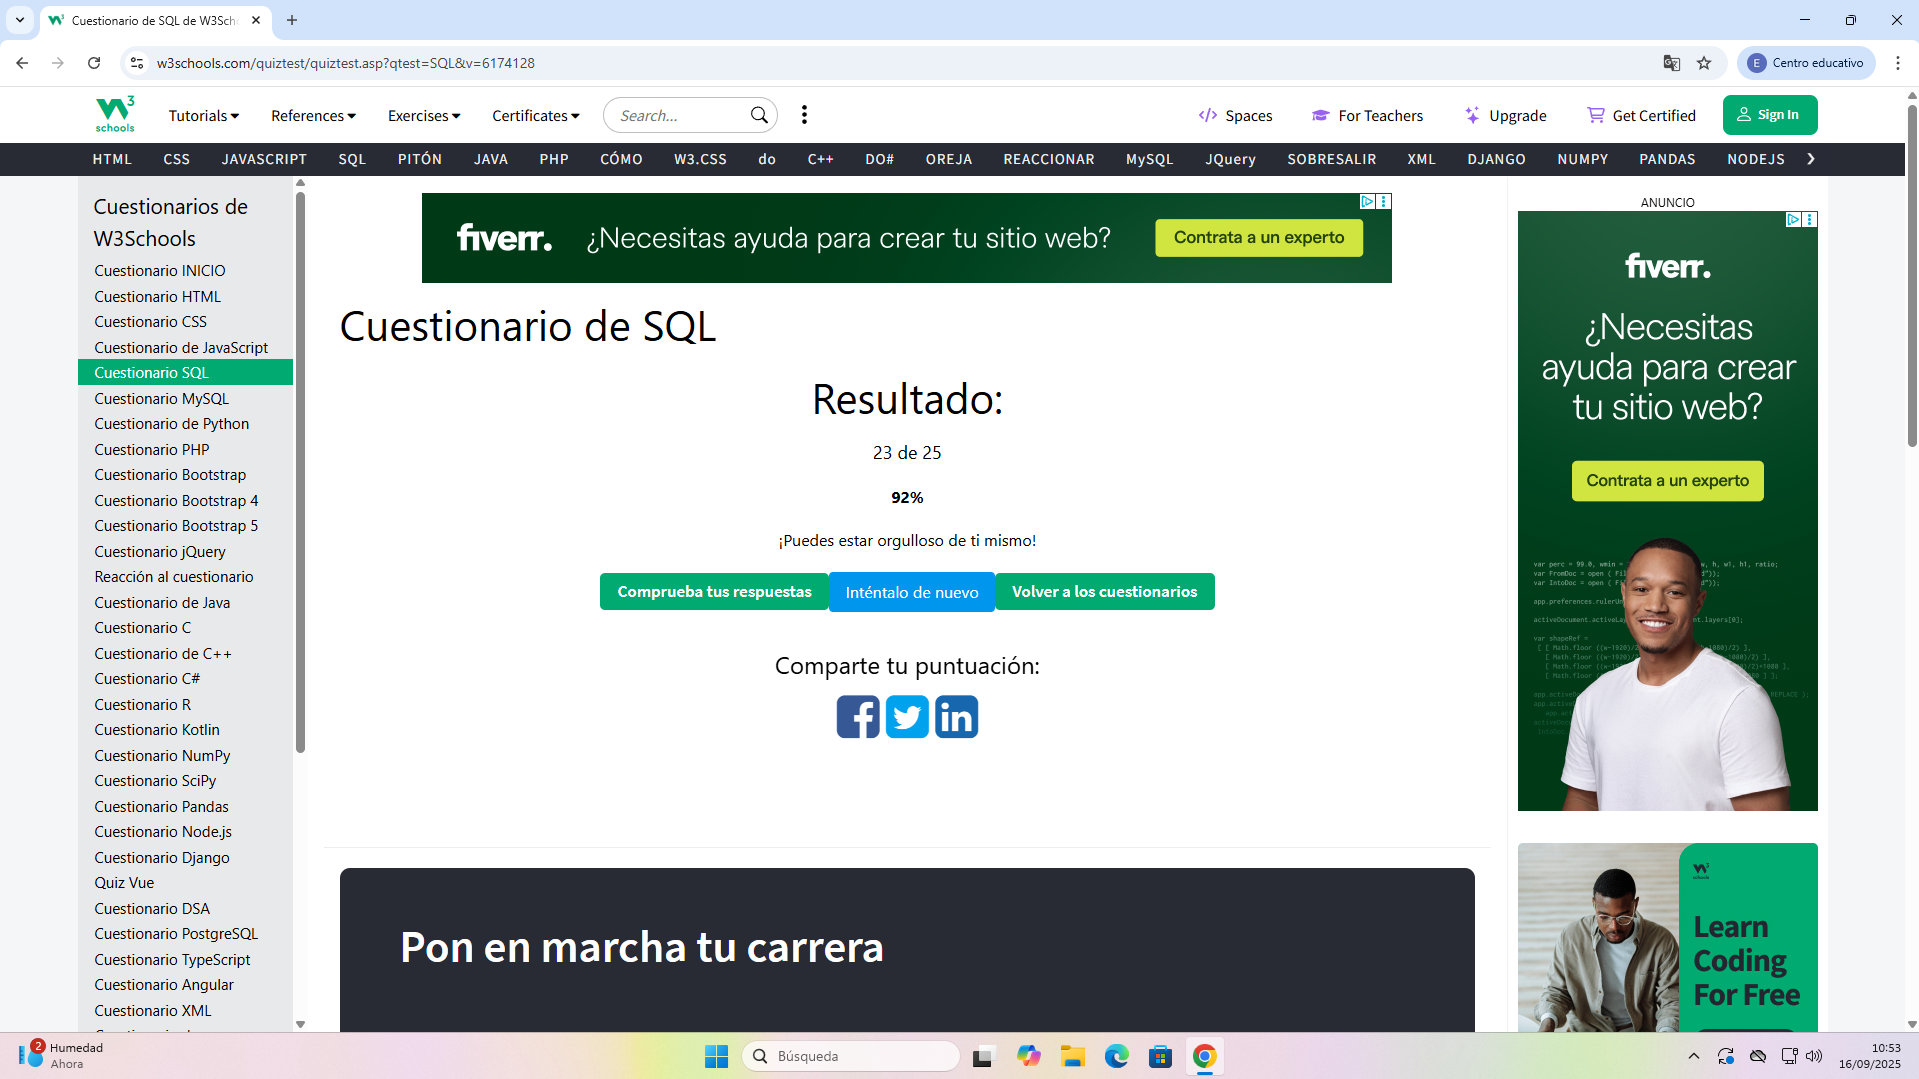 Cuestionario de SQL de W3Sch
w3schools.com/quiztest/quiztest.asp?qtest=SQL&v=6174128
E Centro educativo
W3 schools
Tutorials References Exercises Certificates Search... Spaces For Teachers Upgrade Get Certified Sign In
HTML CSS JAVASCRIPT SQL PITÓN JAVA PHP CÓMO W3.CSS do C++ DO# OREJA REACCIONAR MySQL JQuery SOBRESALIR XML DJANGO NUMPY PANDAS NODEJS
Cuestionarios de
W3Schools
Cuestionario INICIO
Cuestionario HTML
Cuestionario CSS
Cuestionario de JavaScript
Cuestionario SQL
Cuestionario MySQL
Cuestionario de Python
Cuestionario PHP
Cuestionario Bootstrap
Cuestionario Bootstrap 4
Cuestionario Bootstrap 5
Cuestionario jQuery
Reacción al cuestionario
Cuestionario de Java
Cuestionario C
Cuestionario de C++
Cuestionario C#
Cuestionario R
Cuestionario Kotlin
Cuestionario NumPy
Cuestionario SciPy
Cuestionario Pandas
Cuestionario Node.js
Cuestionario Django
Quiz Vue
Cuestionario DSA
Cuestionario PostgreSQL
Cuestionario TypeScript
Cuestionario Angular
Cuestionario XML
fiverr. ¿Necesitas ayuda para crear tu sitio web? Contrata a un experto
Cuestionario de SQL
Resultado:
23 de 25
92%
¡Puedes estar orgulloso de ti mismo!
Comprueba tus respuestas Inténtalo de nuevo Volver a los cuestionarios
Comparte tu puntuación:
Pon en marcha tu carrera
ANUNCIO
fiverr.
¿Necesitas
ayuda para crear
tu sitio web?
Contrata a un experto
Learn
Coding
For Free
2
Humedad
Ahora
Búsqueda
10:53
16/09/2025